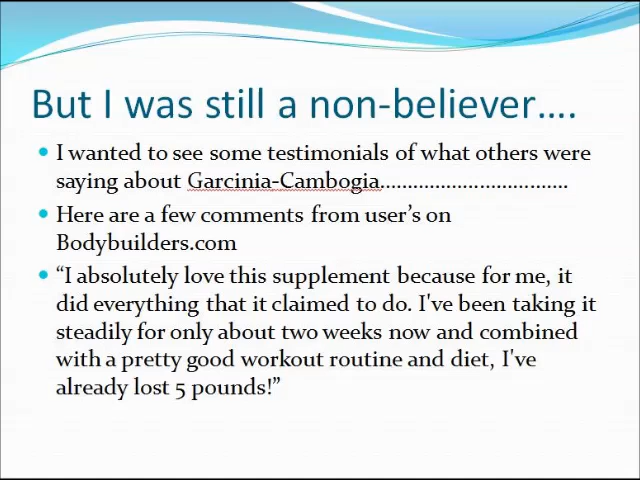 But I was still a non-believer….
I wanted to see some testimonials of what others were
saying about Garcinia-Cambogia..................................
Here are a few comments from user’s on
Bodybuilders.com
“I absolutely love this supplement because for me, it
did everything that it claimed to do. I've been taking it
steadily for only about two weeks now and combined
with a pretty good workout routine and diet, I've
already lost 5 pounds!”